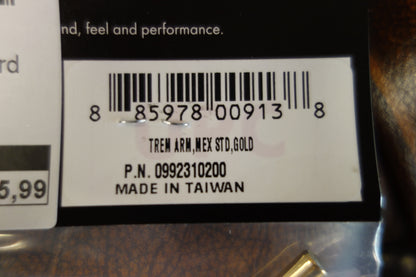 nd, feel and performance.
rd
8 85978 00913 8
TREM ARM,MEX STD,GOLD
P.N. 0992310200
5,99
MADE IN TAIWAN